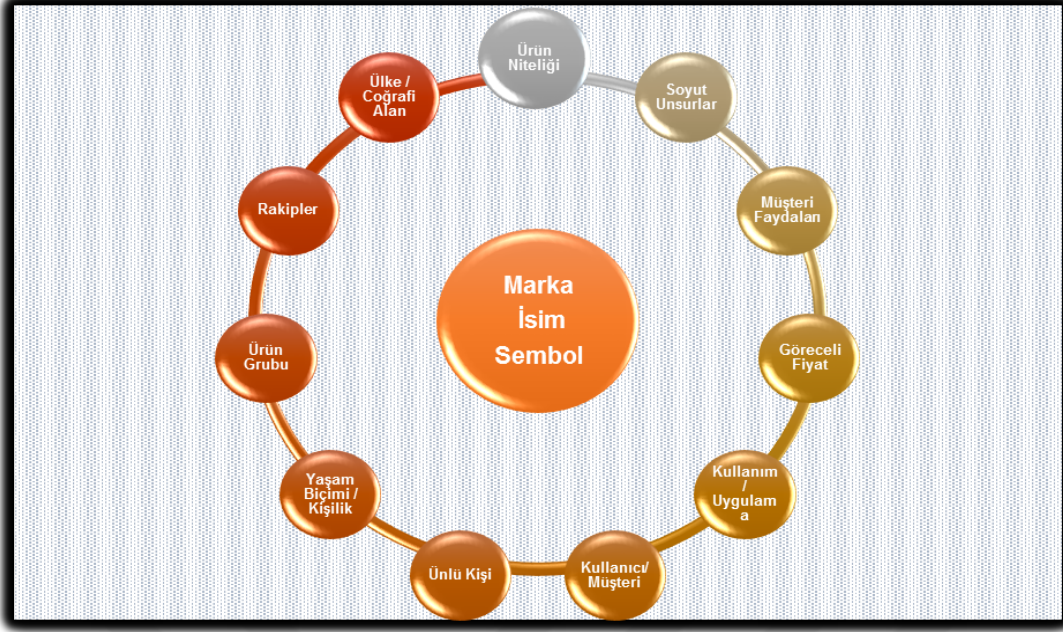 Ürün
Niteliği
Soyut
Unsurlar
Müşteri
Faydaları
Göreceli
Fiyat
Kullanım
/
Uygulam
a
Kullanıcı/
Müşteri
Ünlü Kişi
Yaşam
Biçimi /
Kişilik
Ürün
Grubu
Rakipler
Ülke /
Coğrafi
Alan
Marka
İsim
Sembol